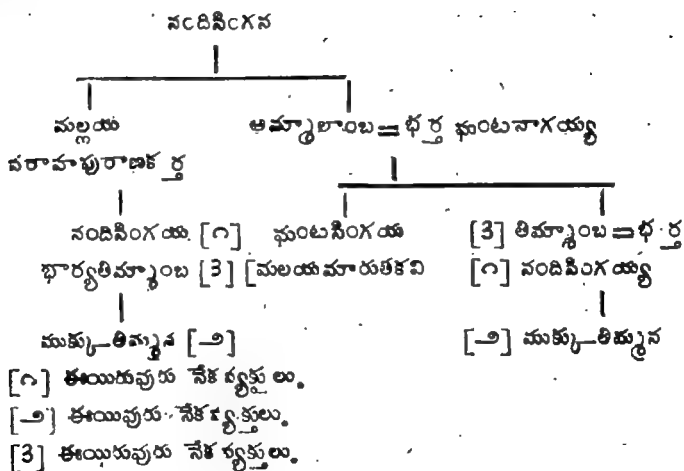 నందిసింగన
మల్లయ ఆమ్మాలాంబ=భర్త ఘంటనాగయ్య
వరాహపురాణకర్త
నందిసింగయ [౧] ఘంటసింగయ [3] తిమ్మాంబ=భర్త
భార్యతిమ్మాంబ [3] [మలయమారుతకవి [౧] నందిసింగయ్య
ముక్కు-తిమ్మన [౨] [౨] ముక్కు-తిమ్మన
[౧] ఈయిరువురు నేకవ్యక్తులు.
[౨] ఈయివురు నేకవ్యక్తులు.
[3] ఈయిరువురు నేకవ్యక్తులు.